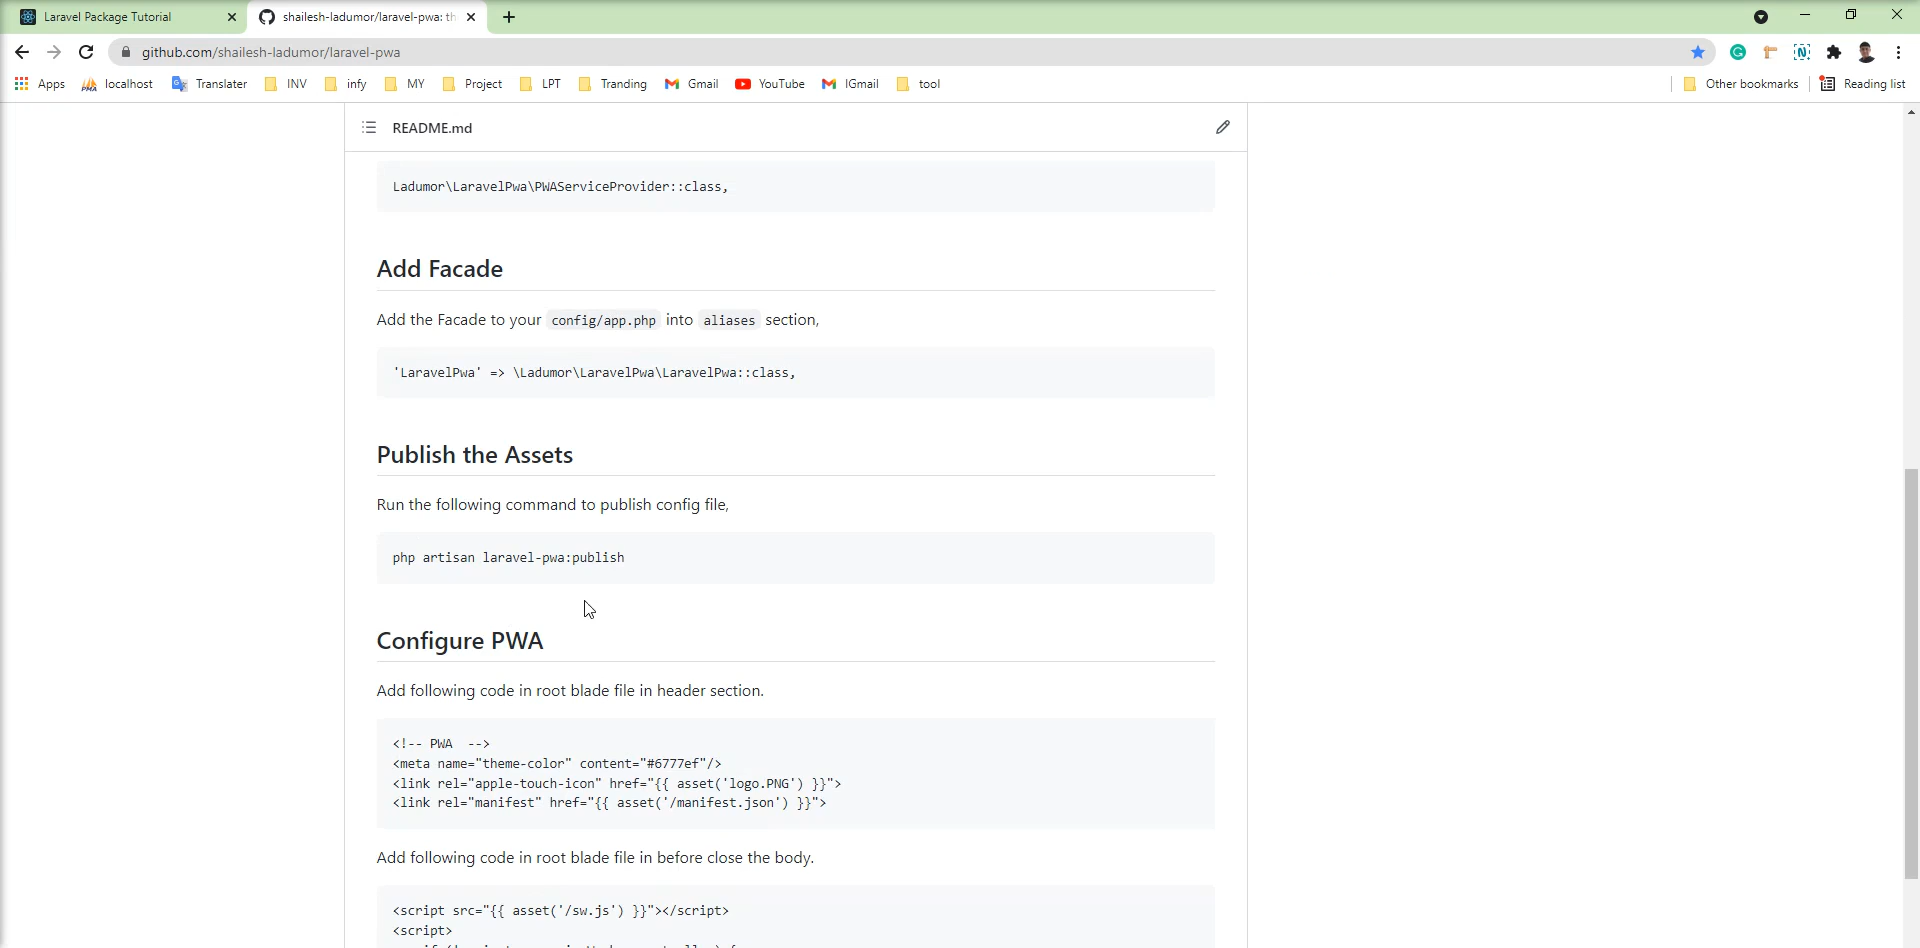 Laravel Package Tutorial
shailesh-ladumor/laravel-pwa: th
github.com/shailesh-ladumor/laravel-pwa
Apps localhost Translater INV infy MY Project LPT Tranding Gmail YouTube IGmail tool Other bookmarks Reading list
README.md
Ladumor\LaravelPwa\PWAServiceProvider::class,
Add Facade
Add the Facade to your config/app.php into aliases section,
'LaravelPwa' => \Ladumor\LaravelPwa\LaravelPwa::class,
Publish the Assets
Run the following command to publish config file,
php artisan laravel-pwa:publish
Configure PWA
Add following code in root blade file in header section.
<!-- PWA  -->
<meta name="theme-color" content="#6777ef"/>
<link rel="apple-touch-icon" href="{{ asset('logo.PNG') }}">
<link rel="manifest" href="{{ asset('/manifest.json') }}">
Add following code in root blade file in before close the body.
<script src="{{ asset('/sw.js') }}"></script>
<script>